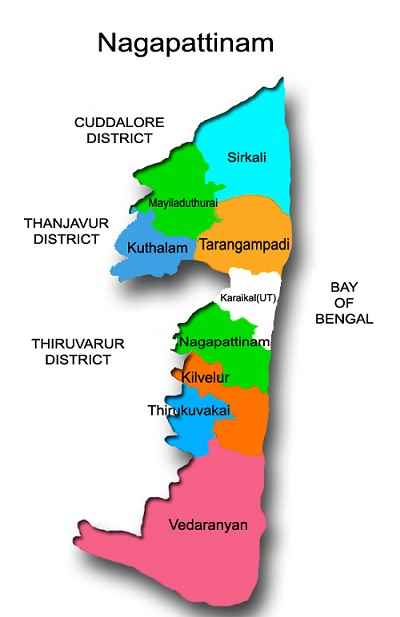 Nagapattinam
CUDDALORE
DISTRICT
Sirkali
Mayiladuthurai
THANJAVUR
DISTRICT
Kuthalam
Tarangampadi
Karaikal(UT)
BAY
OF
BENGAL
THIRUVARUR
DISTRICT
Nagapattinam
Kilvelur
Thirukuvakai
Vedaranyan